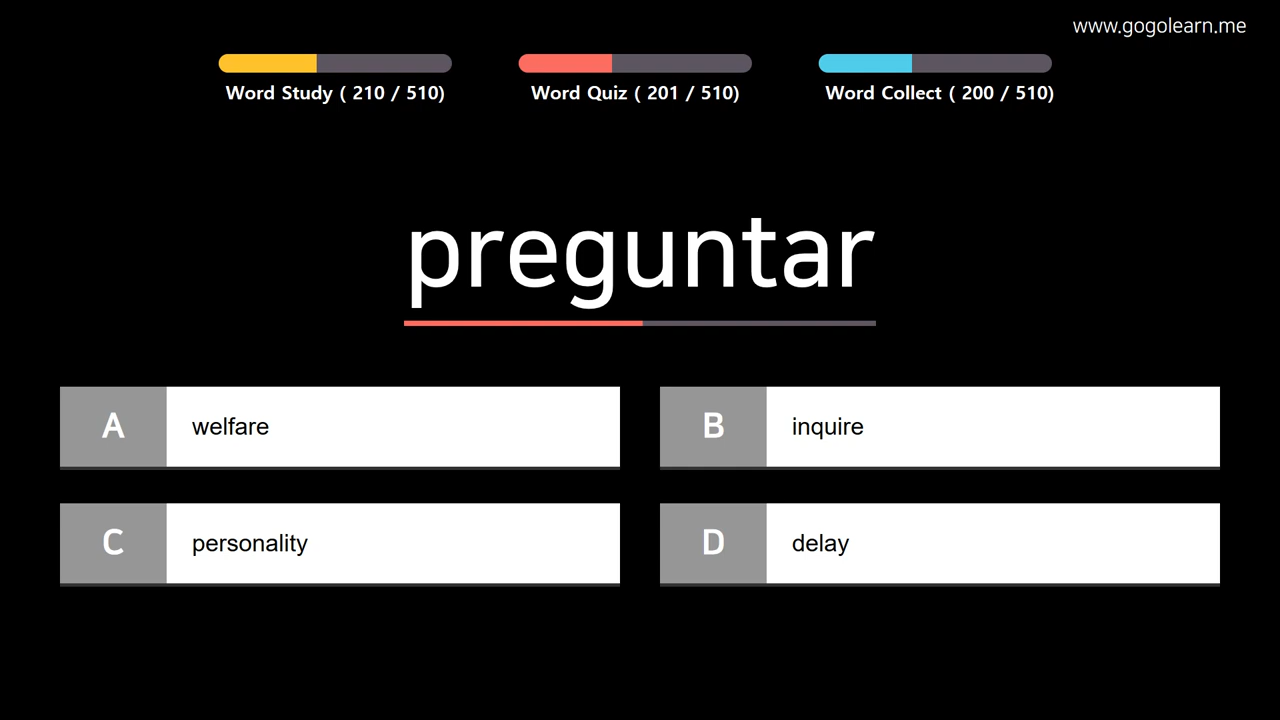 www.gogolearn.me
Word Study ( 210 / 510)
Word Quiz ( 201 / 510)
Word Collect ( 200 / 510)
preguntar
A
welfare
B
inquire
C
personality
D
delay